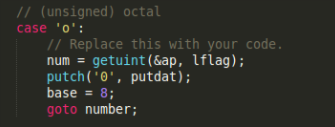 // (unsigned) octal
case 'o':
// Replace this with your code.
num = getuint(&ap, lflag);
putch('0', putdat);
base = 8;
goto number;